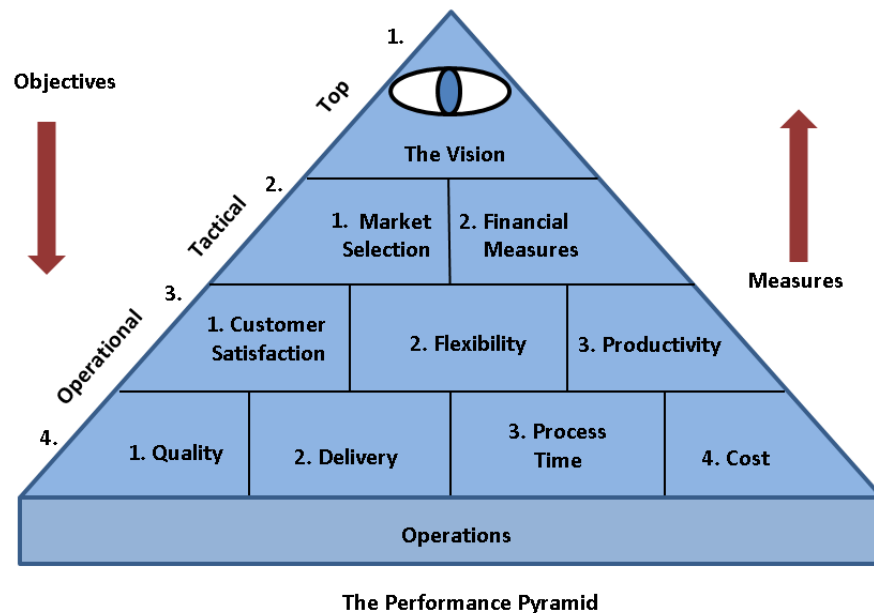 1.
Objectives
Top
The Vision
2.
Tactical
1. Market
Selection
2. Financial
Measures
Measures
3.
Operational
1. Customer
Satisfaction
2. Flexibility
3. Productivity
4.
1. Quality
2. Delivery
3. Process
Time
4. Cost
Operations
The Performance Pyramid